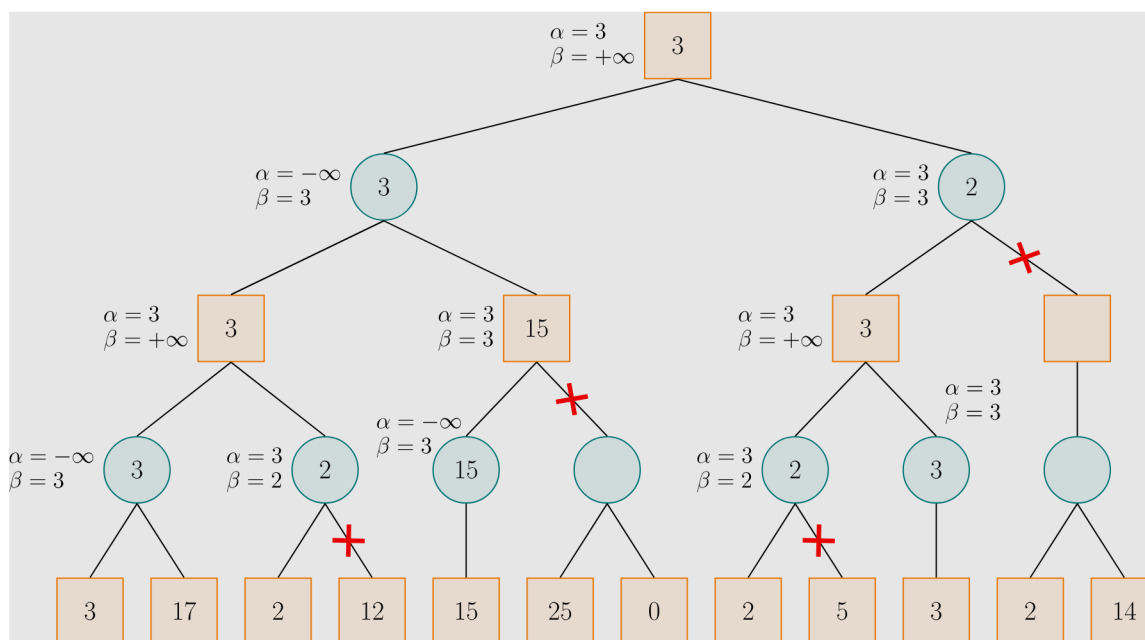 α = 3
β = +∞
3
α = −∞
β = 3
3
α = 3
β = 3
2
α = 3
β = +∞
3
α = 3
β = 3
15
α = 3
β = +∞
3
α = 3
β = 3
α = −∞
β = 3
3
α = 3
β = 2
2
α = −∞
β = 3
15
α = 3
β = 2
2
3
3
17
2
12
15
25
0
2
5
3
2
14